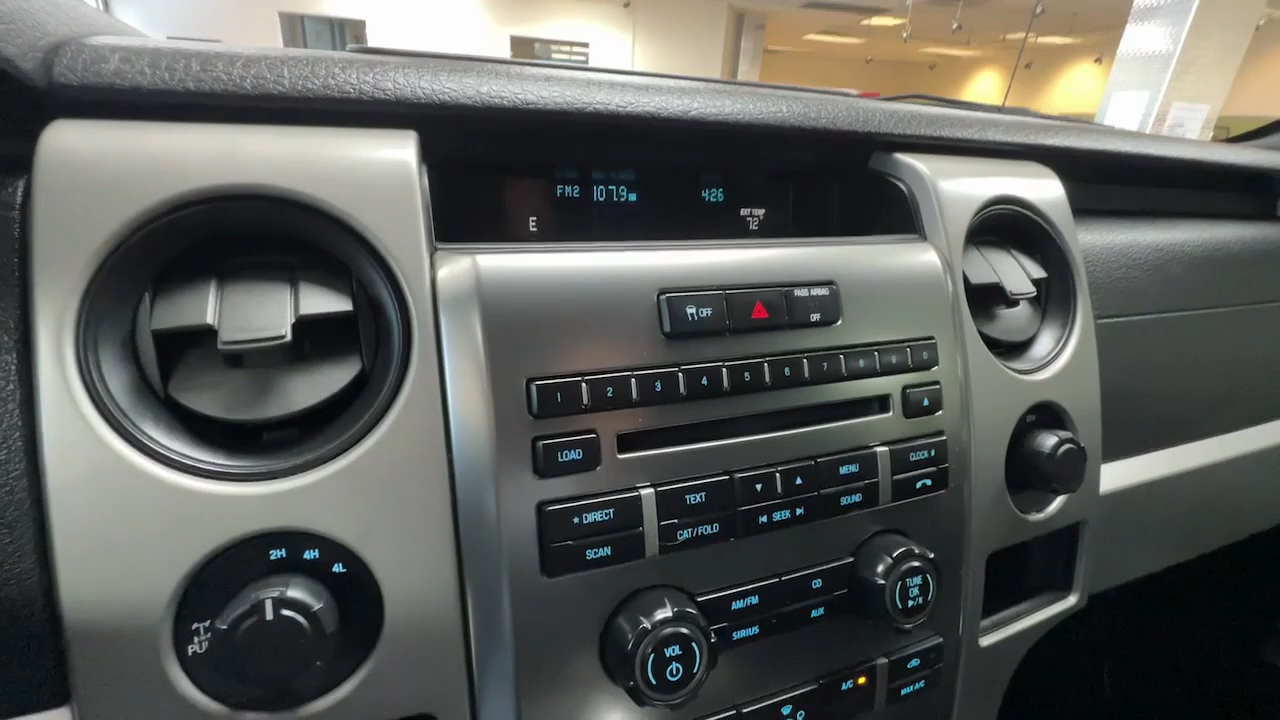 FM2 107.9 4:26
E
EXT TEMP
72°
OFF
PASS AIRBAG
OFF
1 2 3 4 5 6 7 8 9 0
LOAD
CLOCK
MENU
TEXT
DIRECT
SOUND
SEEK
CAT/FOLD
SCAN
2H 4H
4L
CD
AM/FM
AUX
SIRIUS
TUNE
OK
VOL
A/C
MAX A/C